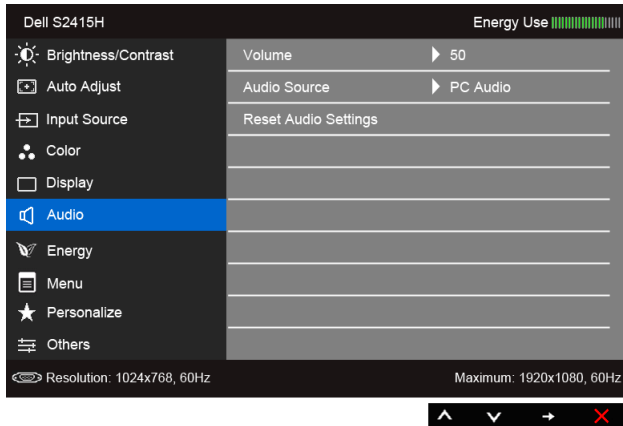 Dell S2415H Energy Use
Brightness/Contrast Volume 50
Auto Adjust Audio Source PC Audio
Input Source Reset Audio Settings
Color
Display
Audio
Energy
Menu
Personalize
Others
Resolution: 1024x768, 60Hz Maximum: 1920x1080, 60Hz